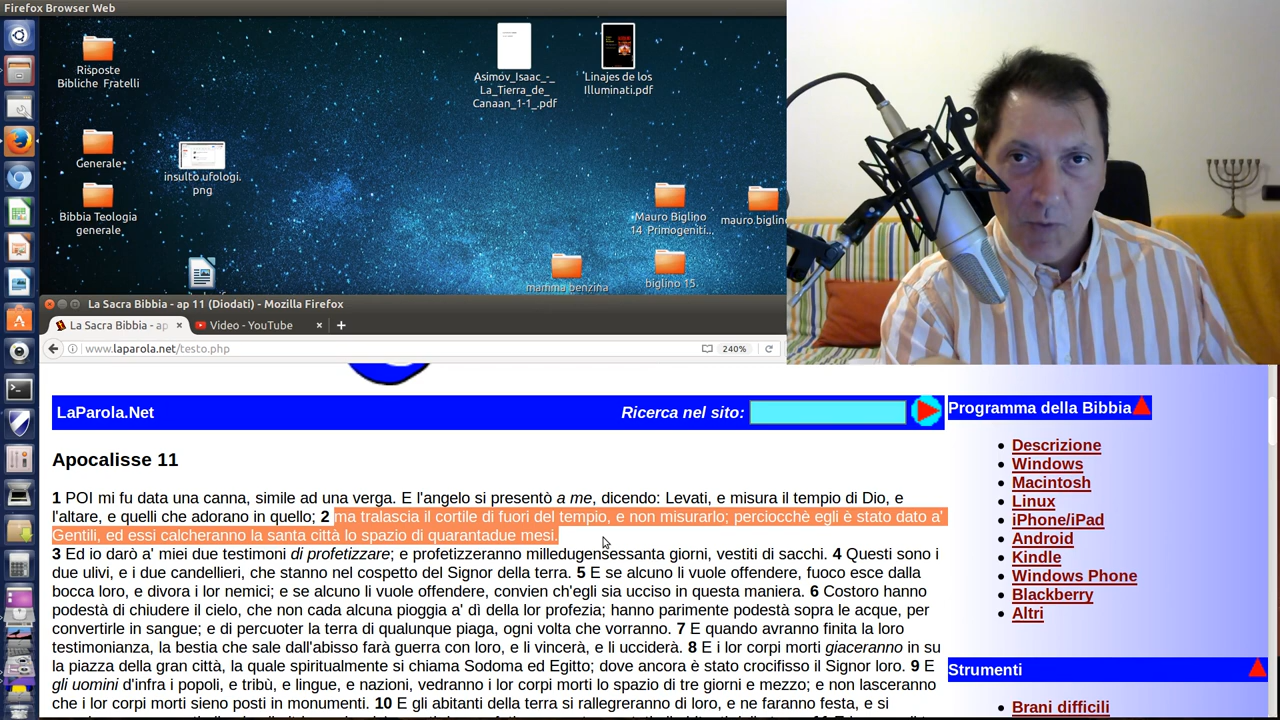 Firefox Browser Web
Risposte
Bibliche Fratelli
Generale
Bibbia Teologia
generale
insulto.ufologi.
png
Asimov_Isaac_-_
La_Tierra_de_
Canaan_1-1_.pdf
Linajes de los
Illuminati.pdf
Mauro Biglino
14 Primogeniti...
mauro.biglin
mamma benzina
biglino 15.
La Sacra Bibbia - ap 11 (Diodati) - Mozilla Firefox
La Sacra Bibbia - ap
Video - YouTube
www.laparola.net/testo.php
240%
LaParola.Net
Ricerca nel sito:
Apocalisse 11
1 POI mi fu data una canna, simile ad una verga. E l'angelo si presentò a me, dicendo: Levati, e misura il tempio di Dio, e
l'altare, e quelli che adorano in quello; 2 ma tralascia il cortile di fuori del tempio, e non misurarlo; perciocchè egli è stato dato a'
Gentili, ed essi calcheranno la santa città lo spazio di quarantadue mesi.
3 Ed io darò a' miei due testimoni di profetizzare; e profetizzeranno milledugensessanta giorni, vestiti di sacchi. 4 Questi sono i
due ulivi, e i due candellieri, che stanno nel cospetto del Signor della terra. 5 E se alcuno li vuole offendere, fuoco esce dalla
bocca loro, e divora i lor nemici; e se alcuno li vuole offendere, convien ch'egli sia ucciso in questa maniera. 6 Costoro hanno
podestà di chiudere il cielo, che non cada alcuna pioggia a' dì della lor profezia; hanno parimente podestà sopra le acque, per
convertirle in sangue; e di percuoter la terra di qualunque piaga, ogni volta che vorranno. 7 E quando avranno finita la loro
testimonianza, la bestia che sale dall'abisso farà guerra con loro, e li vincerà, e li ucciderà. 8 E i lor corpi morti giaceranno in su
la piazza della gran città, la quale spiritualmente si chiama Sodoma ed Egitto; dove ancora è stato crocifisso il Signor loro. 9 E
gli uomini d'infra i popoli, e tribù, e lingue, e nazioni, vedranno i lor corpi morti lo spazio di tre giorni e mezzo; e non lasceranno
che i lor corpi morti sieno posti in monumenti. 10 E gli abitanti della terra si rallegreranno di loro, e ne faranno festa, e si
Programma della Bibbia
Descrizione
Windows
Macintosh
Linux
iPhone/iPad
Android
Kindle
Windows Phone
Blackberry
Altri
Strumenti
Brani difficili